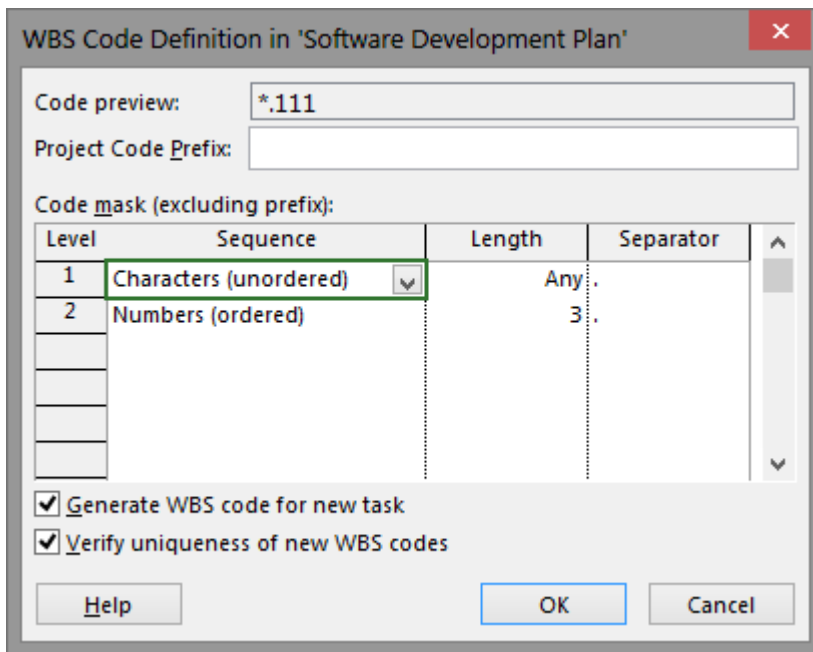 WBS Code Definition in 'Software Development Plan'
Code preview: *.111
Project Code Prefix:
Code mask (excluding prefix):
Level Sequence Length Separator
1 Characters (unordered) Any .
2 Numbers (ordered) 3 .
Generate WBS code for new task
Verify uniqueness of new WBS codes
Help OK Cancel